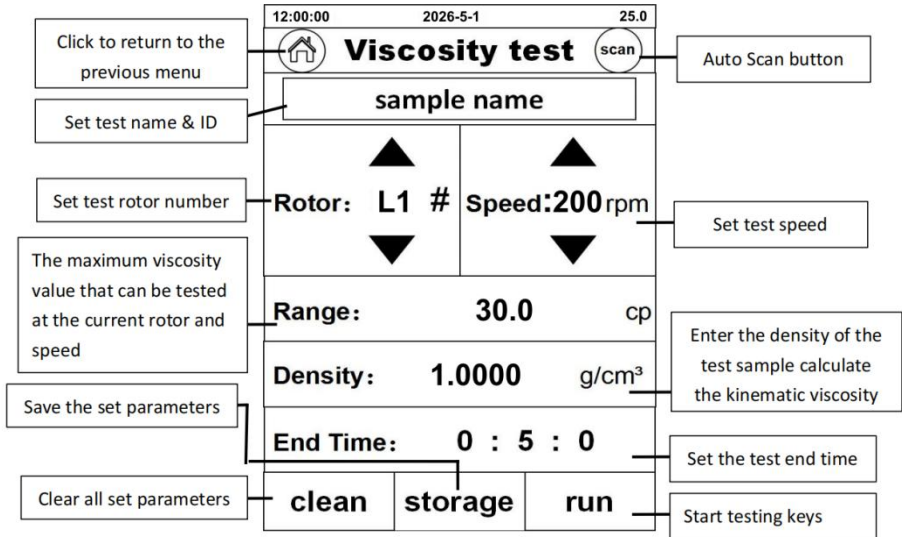 12:00:00 2026-5-1 25.0
Click to return to the
previous menu
Viscosity test
scan
Auto Scan button
Set test name & ID
sample name
Set test rotor number
Rotor: L1 #
Speed:200rpm
Set test speed
The maximum viscosity
value that can be tested
at the current rotor and
speed
Range: 30.0 cp
Density: 1.0000 g/cm³
Enter the density of the
test sample calculate
the kinematic viscosity
Save the set parameters
End Time: 0 : 5 : 0
Set the test end time
Clear all set parameters
clean storage run
Start testing keys